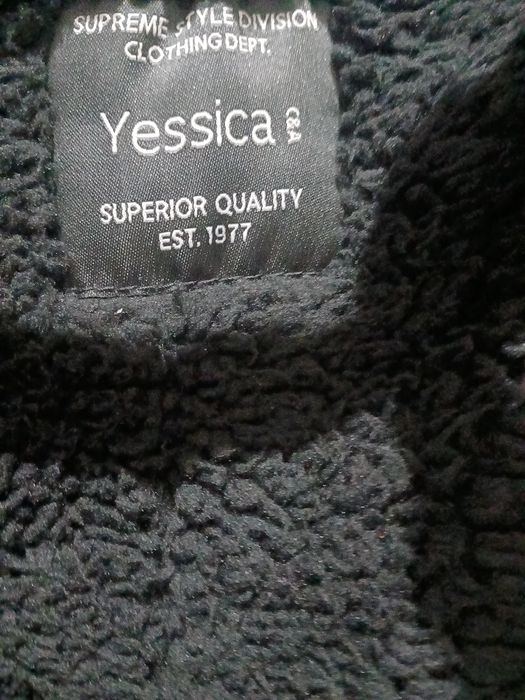 SUPREME STYLE DIVISION
CLOTHING DEPT.
Yessica C&A
SUPERIOR QUALITY
EST. 1977